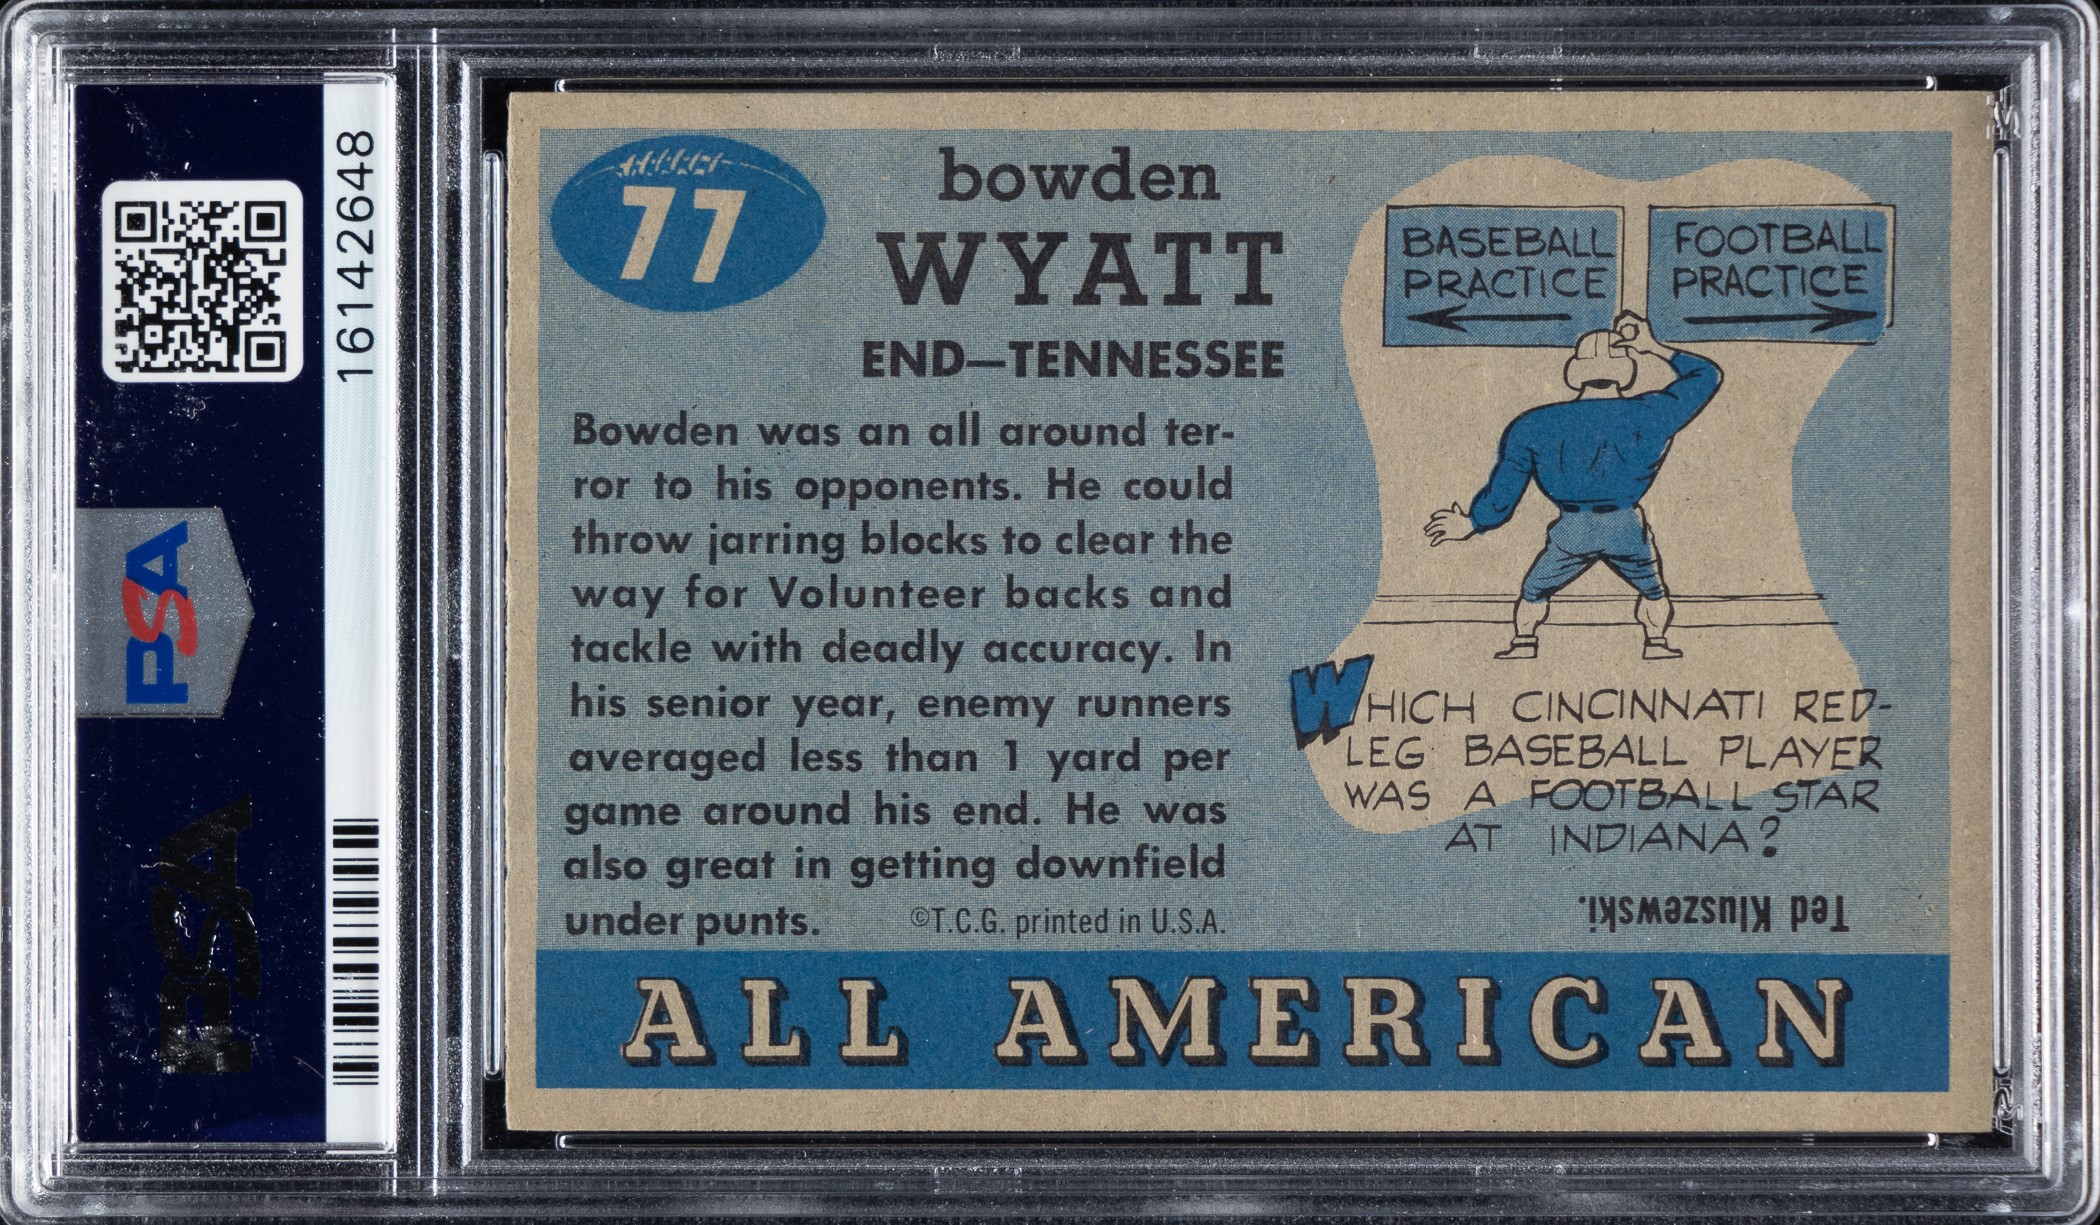 16142648
PSA
PSA
77
bowden
WYATT
END—TENNESSEE
Bowden was an all around ter-
ror to his opponents. He could
throw jarring blocks to clear the
way for Volunteer backs and
tackle with deadly accuracy. In
his senior year, enemy runners
averaged less than 1 yard per
game around his end. He was
also great in getting downfield
under punts.
©T.C.G. printed in U.S.A.
BASEBALL
PRACTICE
FOOTBALL
PRACTICE
WHICH CINCINNATI RED-
LEG BASEBALL PLAYER
WAS A FOOTBALL STAR
AT INDIANA?
Ted Kluszewski.
ALL AMERICAN